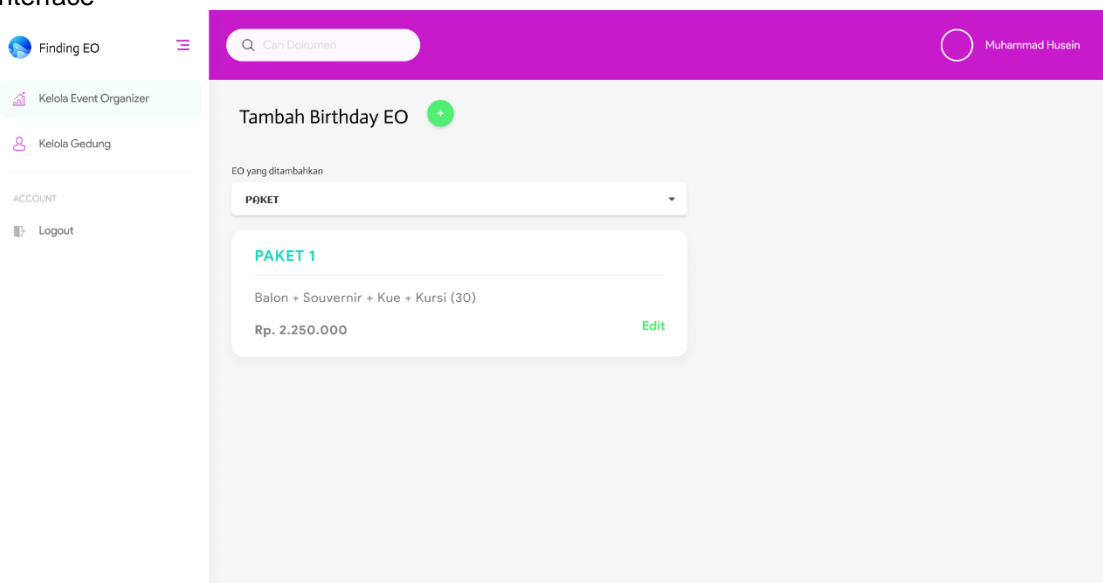 Finding EO
Cari Dokumen
Muhammad Husein
Kelola Event Organizer
Kelola Gedung
ACCOUNT
Logout
Tambah Birthday EO +
EO yang ditambahkan
PAKET
PAKET 1
Balon + Souvernir + Kue + Kursi (30)
Rp. 2.250.000
Edit